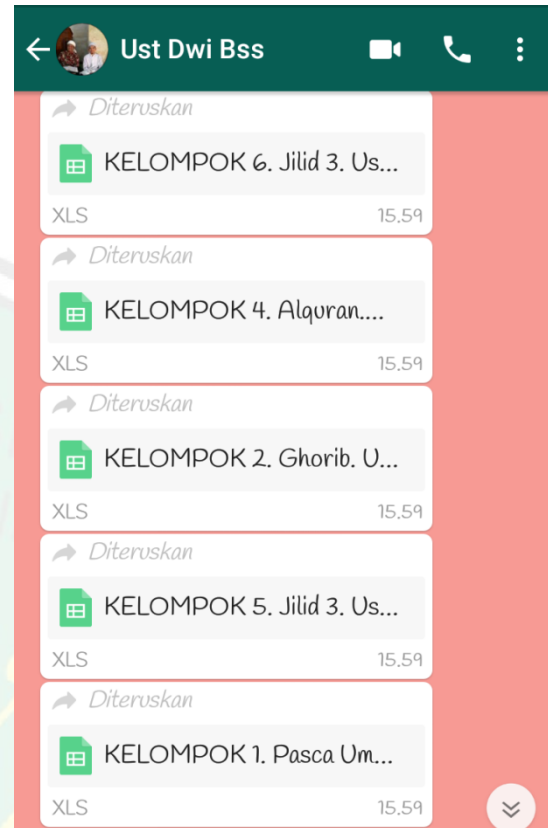 Ust Dwi Bss
Diteruskan
KELOMPOK 6. Jilid 3. Us...
XLS 15.59
Diteruskan
KELOMPOK 4. Alquran....
XLS 15.59
Diteruskan
KELOMPOK 2. Ghorib. U...
XLS 15.59
Diteruskan
KELOMPOK 5. Jilid 3. Us...
XLS 15.59
Diteruskan
KELOMPOK 1. Pasca Um...
XLS 15.59